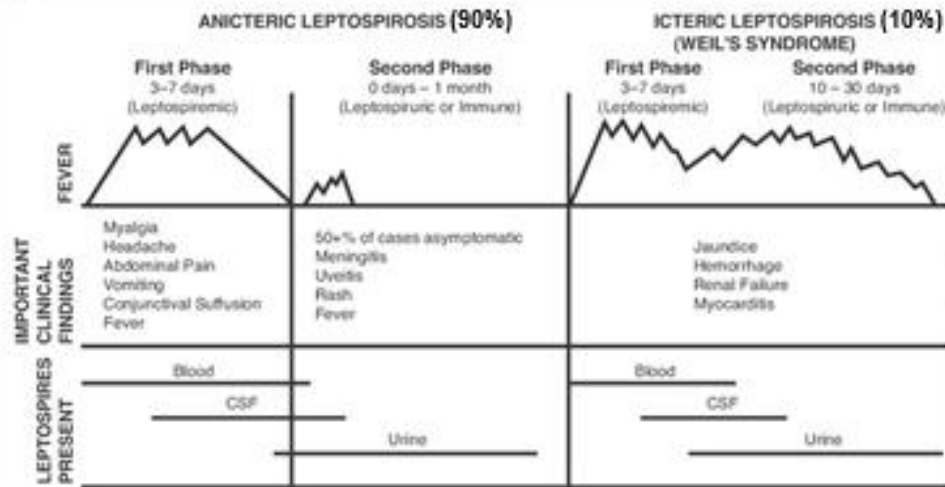 ANICTERIC LEPTOSPIROSIS (90%)
First Phase
3–7 days
(Leptospiremic)
Second Phase
0 days – 1 month
(Leptospiruric or Immune)
ICTERIC LEPTOSPIROSIS (10%)
(WEIL'S SYNDROME)
First Phase
3–7 days
(Leptospiremic)
Second Phase
10 – 30 days
(Leptospiruric or Immune)
FEVER
IMPORTANT
CLINICAL
FINDINGS
Myalgia
Headache
Abdominal Pain
Vomiting
Conjunctival Suffusion
Fever
50+% of cases asymptomatic
Meningitis
Uveitis
Rash
Fever
Jaundice
Hemorrhage
Renal Failure
Myocarditis
LEPTOSPIRES
PRESENT
Blood
CSF
Urine
Blood
CSF
Urine